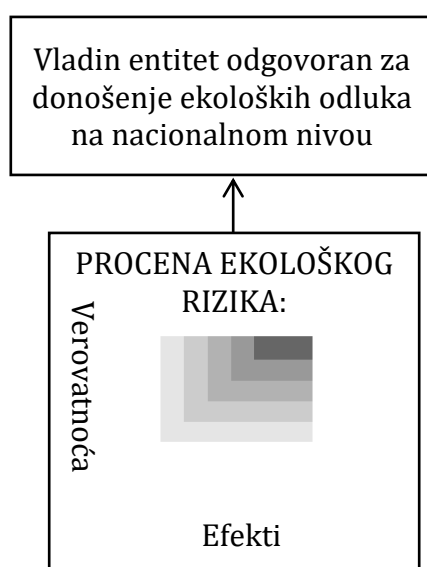 Vladin entitet odgovoran za
donošenje ekoloških odluka
na nacionalnom nivou
PROCENA EKOLOŠKOG
RIZIKA:
Verovatnoća
Efekti